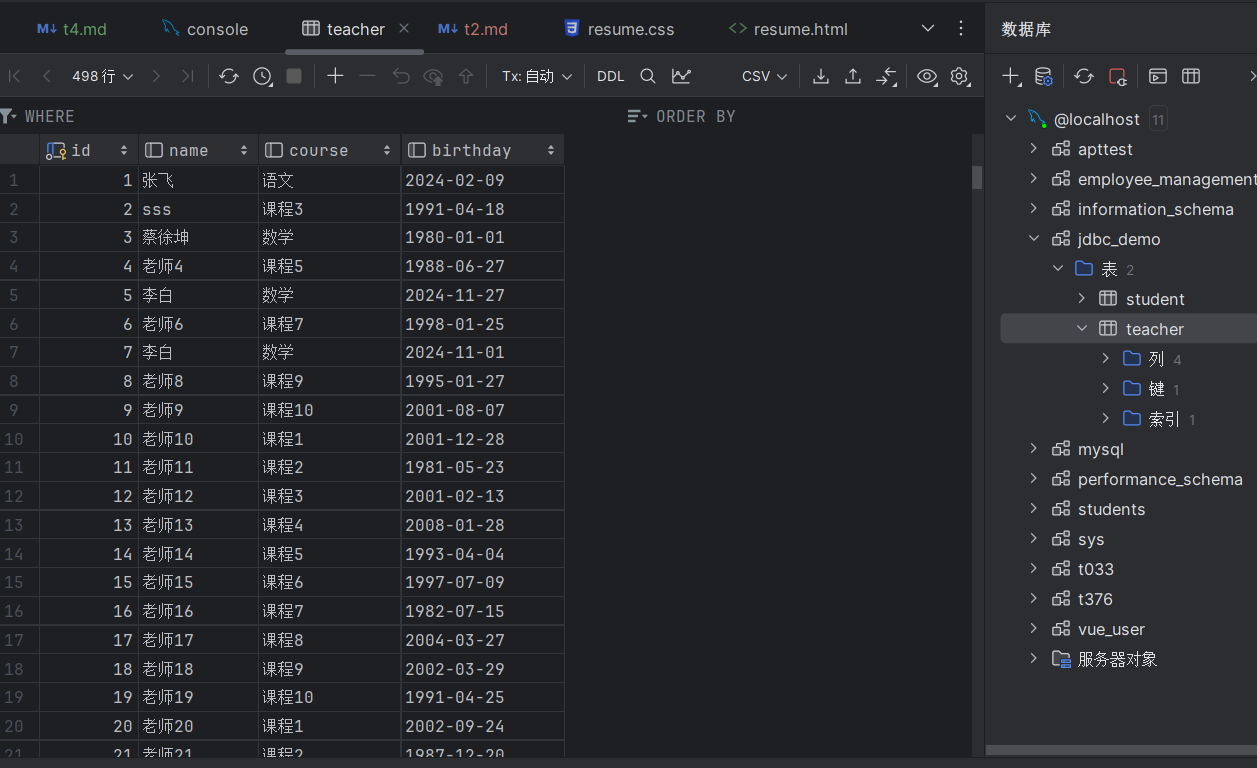 t4.md console teacher t2.md resume.css resume.html 数据库
498 行 Tx: 自动 DDL CSV
WHERE ORDER BY
id name course birthday
1 1 张飞 语文 2024-02-09
2 2 sss 课程3 1991-04-18
3 3 蔡徐坤 数学 1980-01-01
4 4 老师4 课程5 1988-06-27
5 5 李白 数学 2024-11-27
6 6 老师6 课程7 1998-01-25
7 7 李白 数学 2024-11-01
8 8 老师8 课程9 1995-01-27
9 9 老师9 课程10 2001-08-07
10 10 老师10 课程1 2001-12-28
11 11 老师11 课程2 1981-05-23
12 12 老师12 课程3 2001-02-13
13 13 老师13 课程4 2008-01-28
14 14 老师14 课程5 1993-04-04
15 15 老师15 课程6 1997-07-09
16 16 老师16 课程7 1982-07-15
17 17 老师17 课程8 2004-03-27
18 18 老师18 课程9 2002-03-29
19 19 老师19 课程10 1991-04-25
20 20 老师20 课程1 2002-09-24
21 21 老师21 课程2 1987-12-20
@localhost 11
apttest
employee_management
information_schema
jdbc_demo
表 2
student
teacher
列 4
键 1
索引 1
mysql
performance_schema
students
sys
t033
t376
vue_user
服务器对象